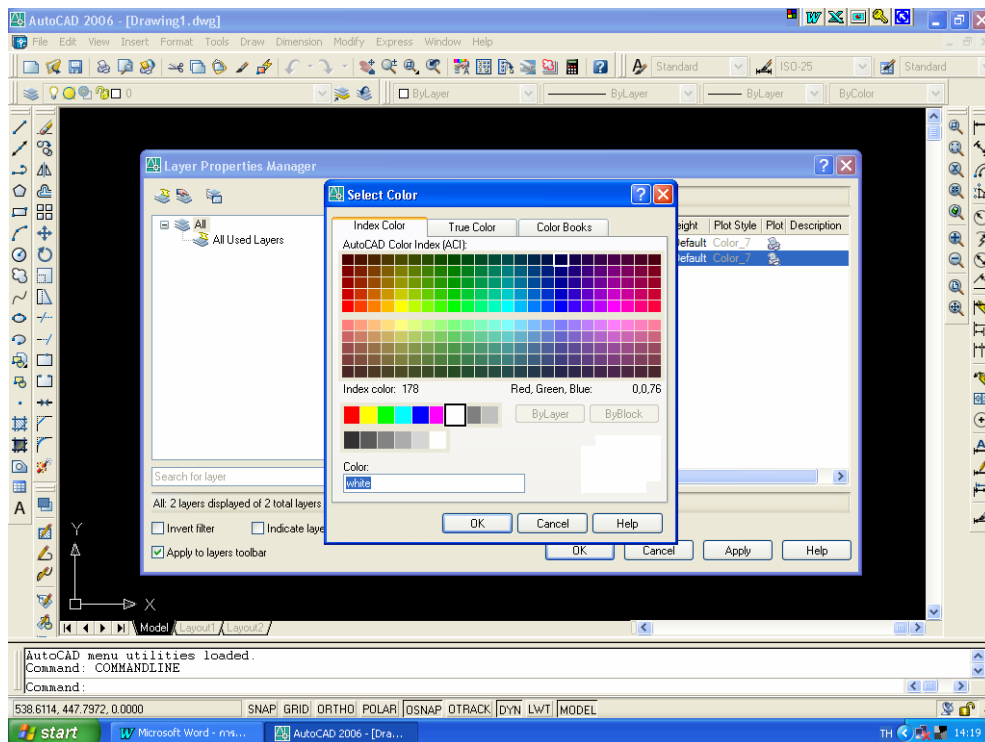 AutoCAD 2006 - [Drawing1.dwg]
File Edit View Insert Format Tools Draw Dimension Modify Express Window Help
Standard ISO-25 Standard
0 ByLayer ByLayer ByLayer ByColor
Layer Properties Manager
Select Color
All
All Used Layers
Index Color True Color Color Books
eight Plot Style Plot Description
AutoCAD Color Index (ACI):
efault Color_7
efault Color_7
Index color: 178 Red, Green, Blue: 0,0,76
ByLayer ByBlock
Color:
white
Search for layer
All: 2 layers displayed of 2 total layers
OK Cancel Help
Invert filter Indicate laye
Apply to layers toolbar
OK Cancel Apply Help
Y
X
Model Layout1 Layout2
AutoCAD menu utilities loaded.
Command: COMMANDLINE
Command:
538.6114, 447.7972, 0.0000 SNAP GRID ORTHO POLAR OSNAP OTRACK DYN LWT MODEL
start Microsoft Word - การ... AutoCAD 2006 - [Dra... TH 14:19